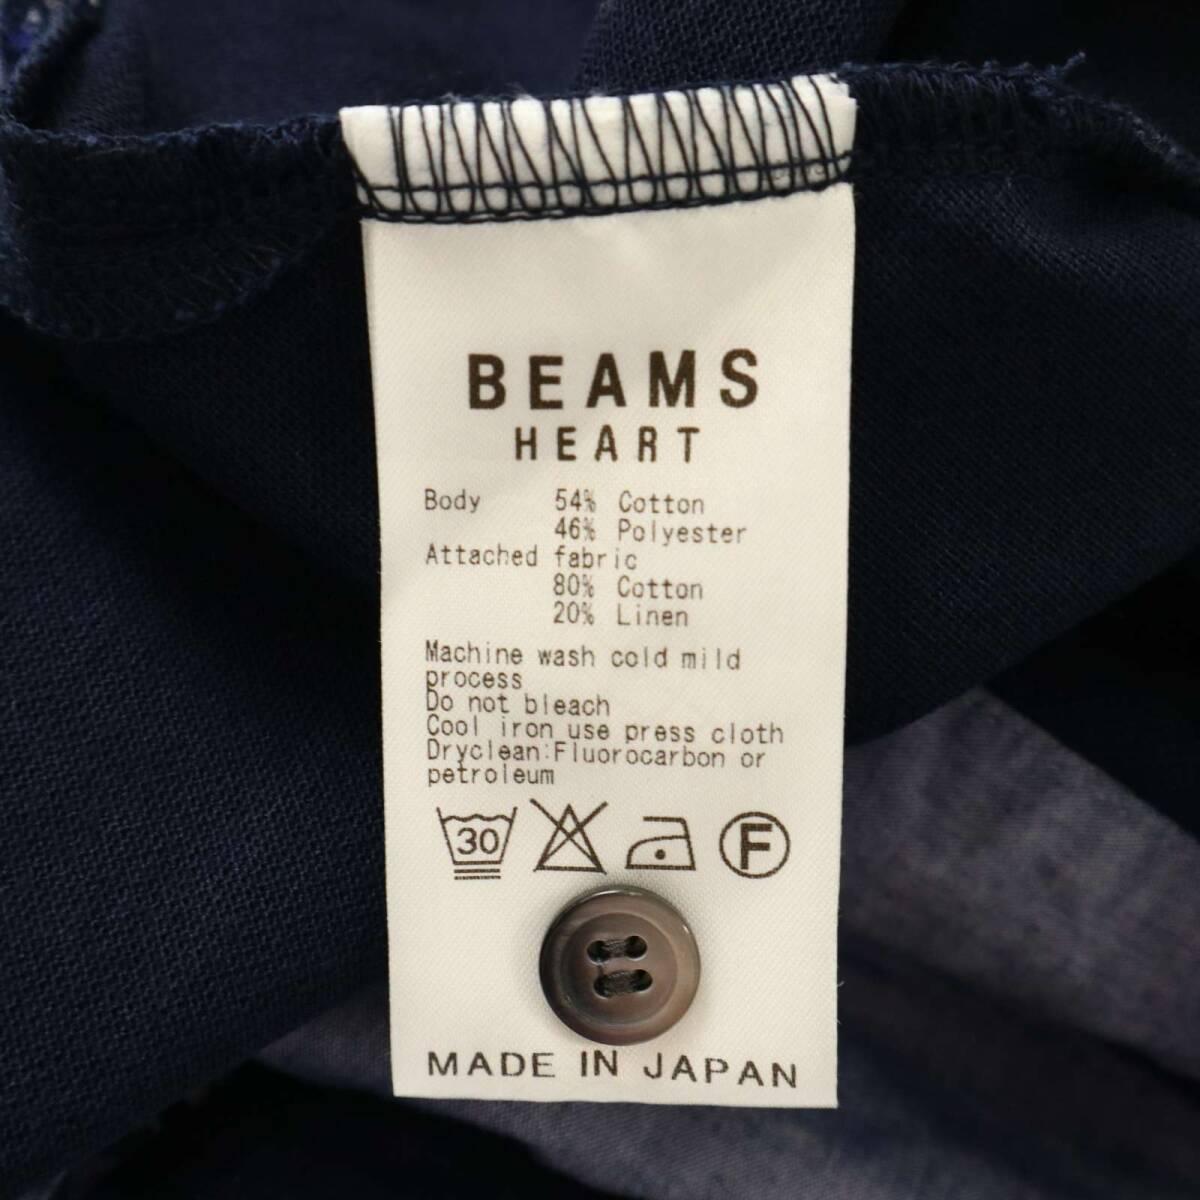 BEAMS
HEART
Body 54% Cotton
46% Polyester
Attached fabric
80% Cotton
20% Linen
Machine wash cold mild
process
Do not bleach
Cool iron use press cloth
Dryclean:Fluorocarbon or
petroleum
30 F
MADE IN JAPAN